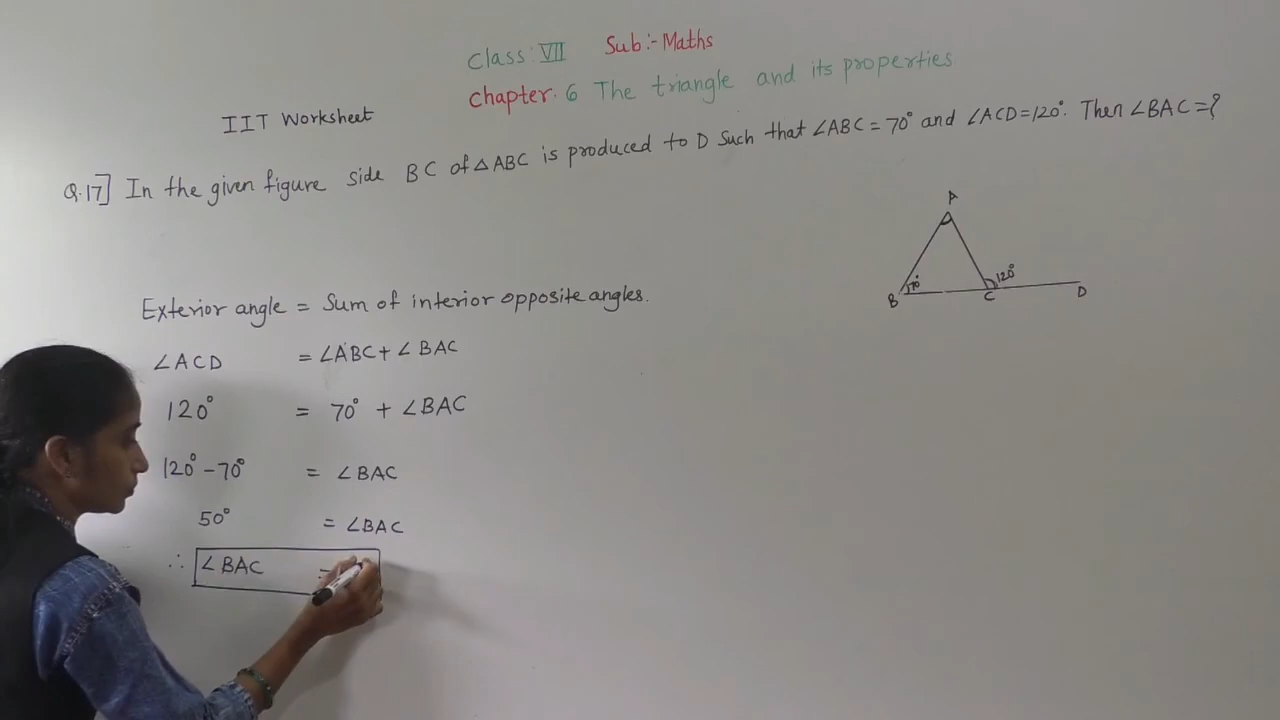 Class: VII Sub:- Maths
Chapter. 6 The triangle and its properties
IIT Worksheet
Q.17] In the given figure side BC of △ABC is produced to D Such that ∠ABC = 70° and ∠ACD = 120°. Then ∠BAC = ?
A
70°
120°
B
C
D
Exterior angle = Sum of interior opposite angles.
∠ACD = ∠ABC + ∠BAC
120° = 70° + ∠BAC
120° - 70° = ∠BAC
50° = ∠BAC
∴ ∠BAC =